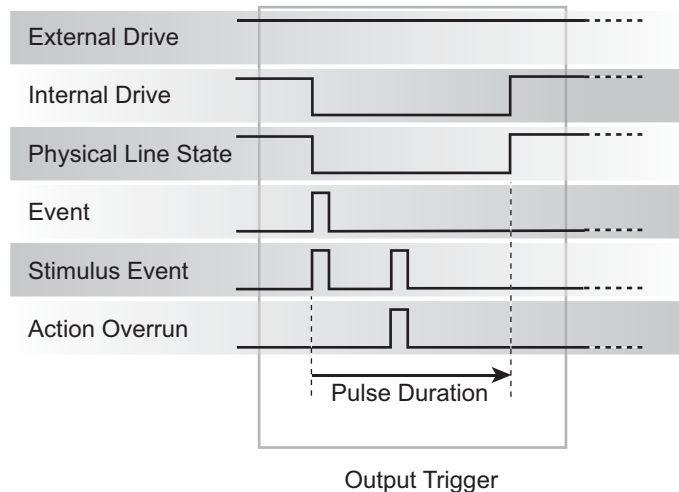 External Drive
Internal Drive
Physical Line State
Event
Stimulus Event
Action Overrun
Pulse Duration
Output Trigger